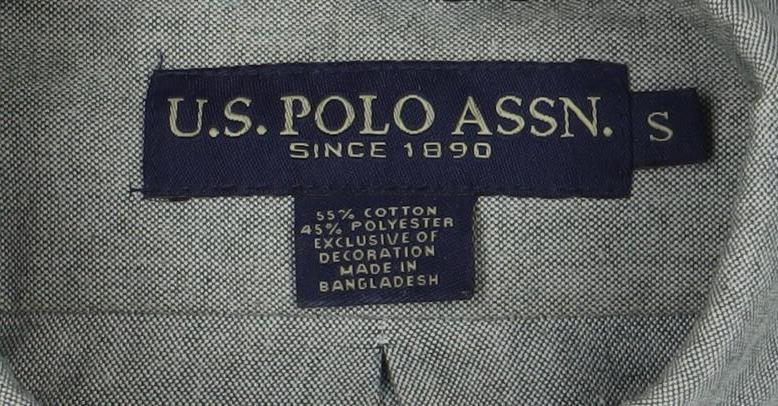 U.S. POLO ASSN.
SINCE 1890
S
55% COTTON
45% POLYESTER
EXCLUSIVE OF
DECORATION
MADE IN
BANGLADESH